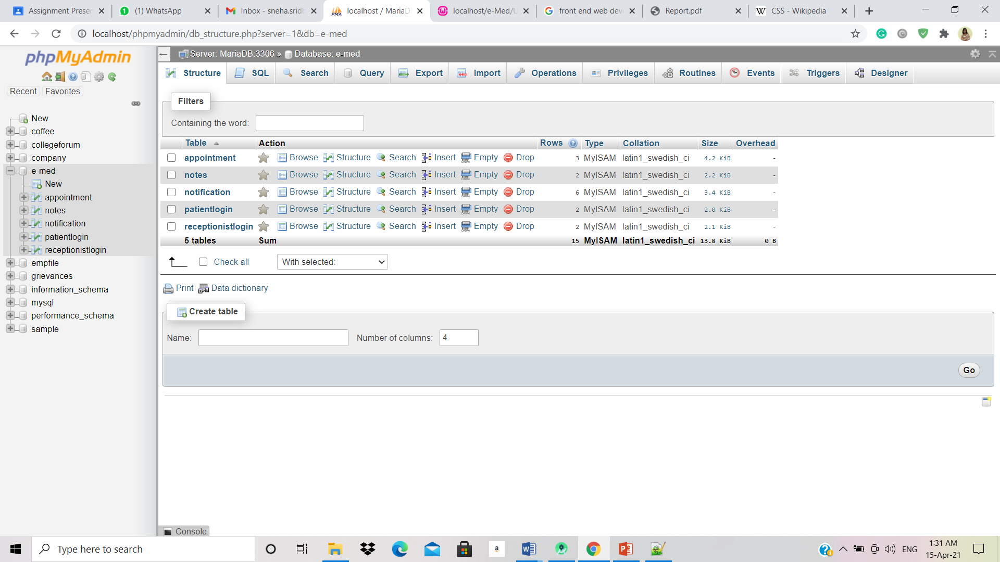 Assignment Presen
(1) WhatsApp
Inbox - sneha.sridh
localhost / MariaD
localhost/e-Med/U
front end web dev
Report.pdf
CSS - Wikipedia
localhost/phpmyadmin/db_structure.php?server=1&db=e-med
phpMyAdmin
Recent Favorites
New
coffee
collegeforum
company
e-med
New
appointment
notes
notification
patientlogin
receptionistlogin
empfile
grievances
information_schema
mysql
performance_schema
sample
Server: MariaDB:3306 » Database: e-med
Structure SQL Search Query Export Import Operations Privileges Routines Events Triggers Designer
Filters
Containing the word:
Table Action Rows Type Collation Size Overhead
appointment Browse Structure Search Insert Empty Drop 3 MyISAM latin1_swedish_ci 4.2 KiB -
notes Browse Structure Search Insert Empty Drop 2 MyISAM latin1_swedish_ci 2.2 KiB -
notification Browse Structure Search Insert Empty Drop 6 MyISAM latin1_swedish_ci 3.4 KiB -
patientlogin Browse Structure Search Insert Empty Drop 2 MyISAM latin1_swedish_ci 2.0 KiB -
receptionistlogin Browse Structure Search Insert Empty Drop 2 MyISAM latin1_swedish_ci 2.1 KiB -
5 tables Sum 15 MyISAM latin1_swedish_ci 13.8 KiB 0 B
Check all With selected:
Print Data dictionary
Create table
Name: Number of columns: 4
Go
Console
Type here to search
a
ENG
1:31 AM
15-Apr-21